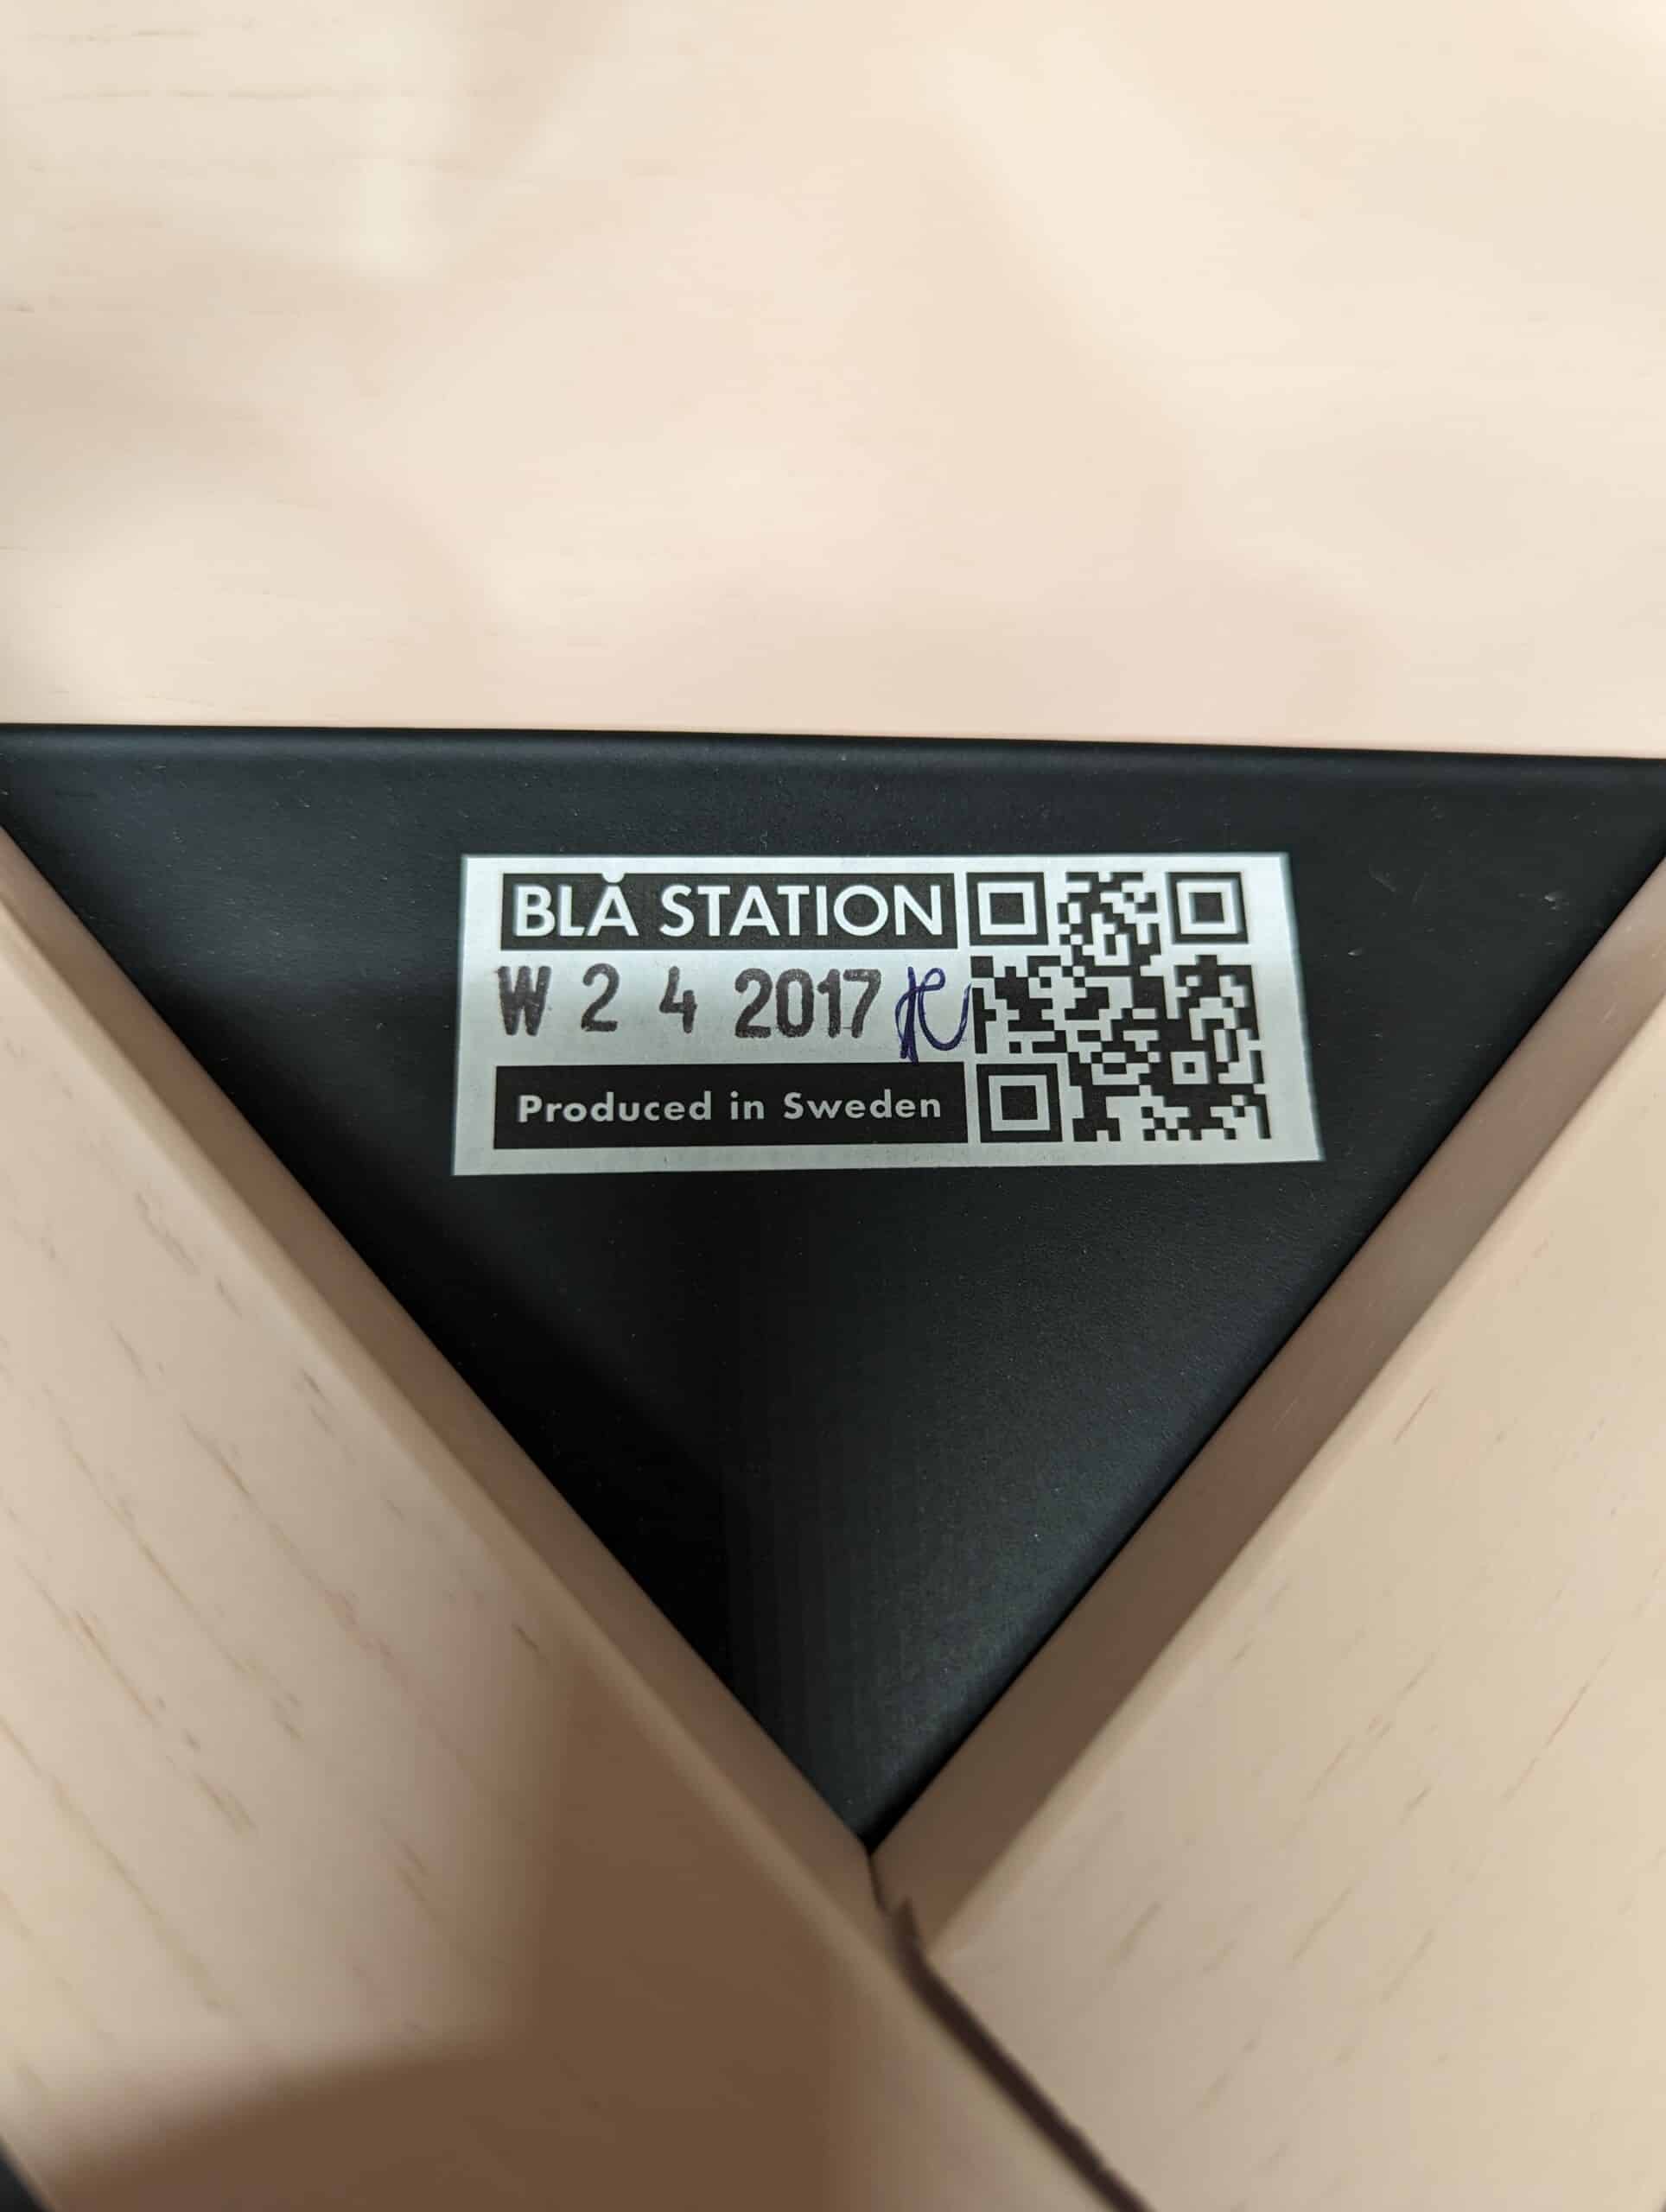 BLÅ STATION
W 2 4 2017
Produced in Sweden